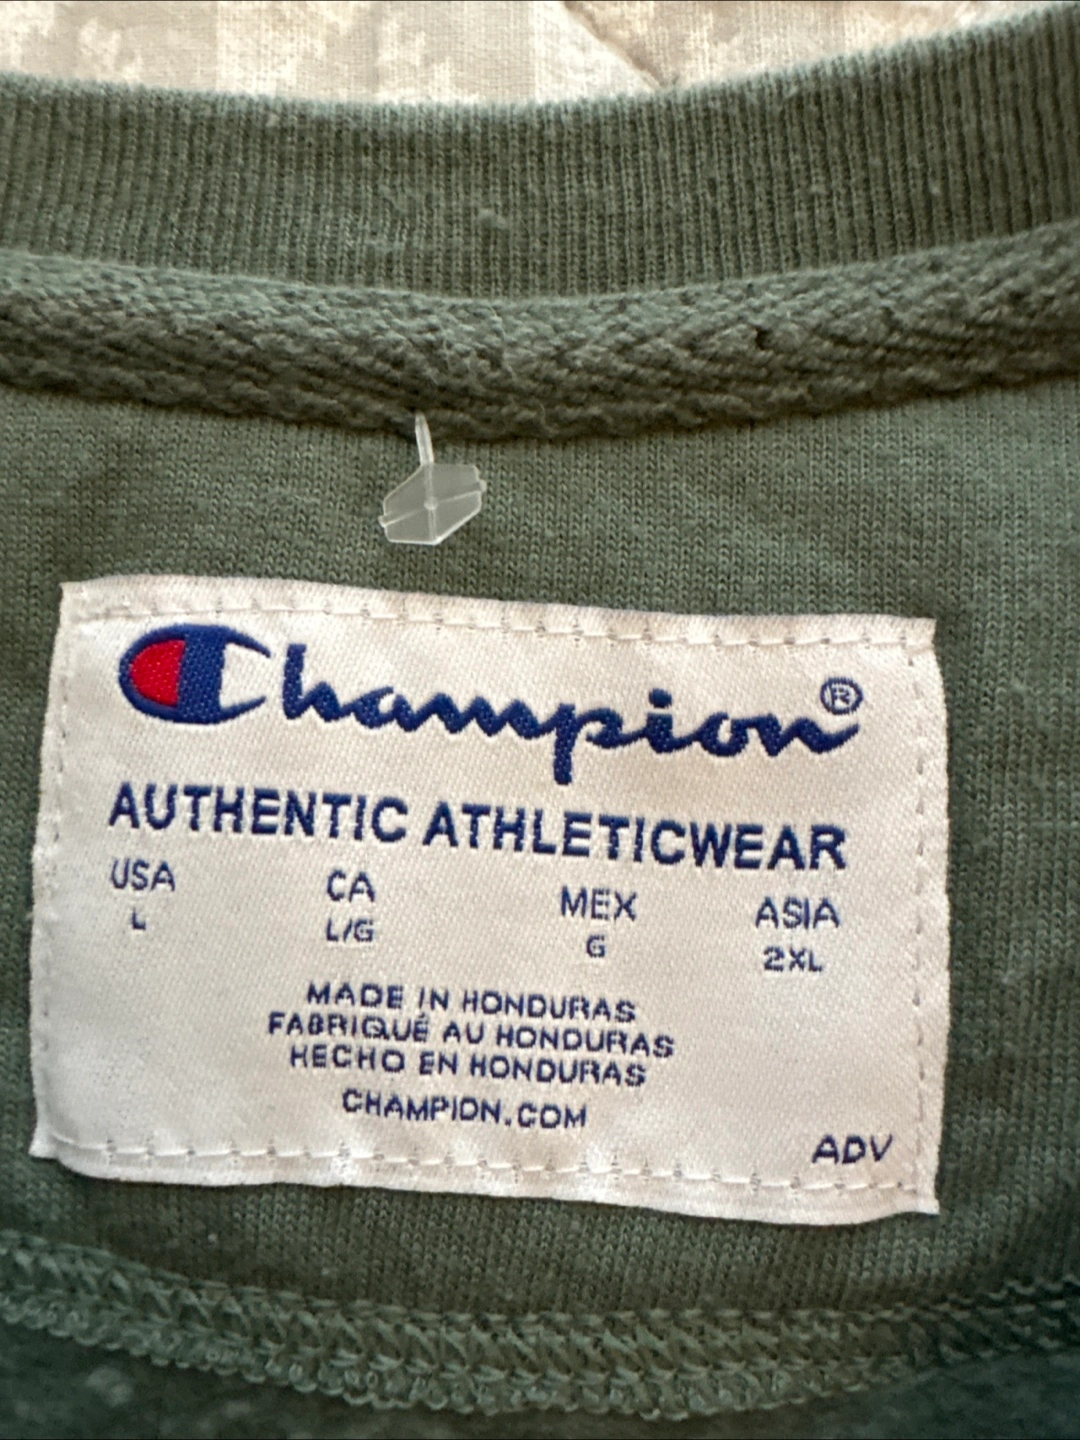 Champion®
AUTHENTIC ATHLETICWEAR
USA CA MEX ASIA
L L/G G 2XL
MADE IN HONDURAS
FABRIQUÉ AU HONDURAS
HECHO EN HONDURAS
CHAMPION.COM
ADV